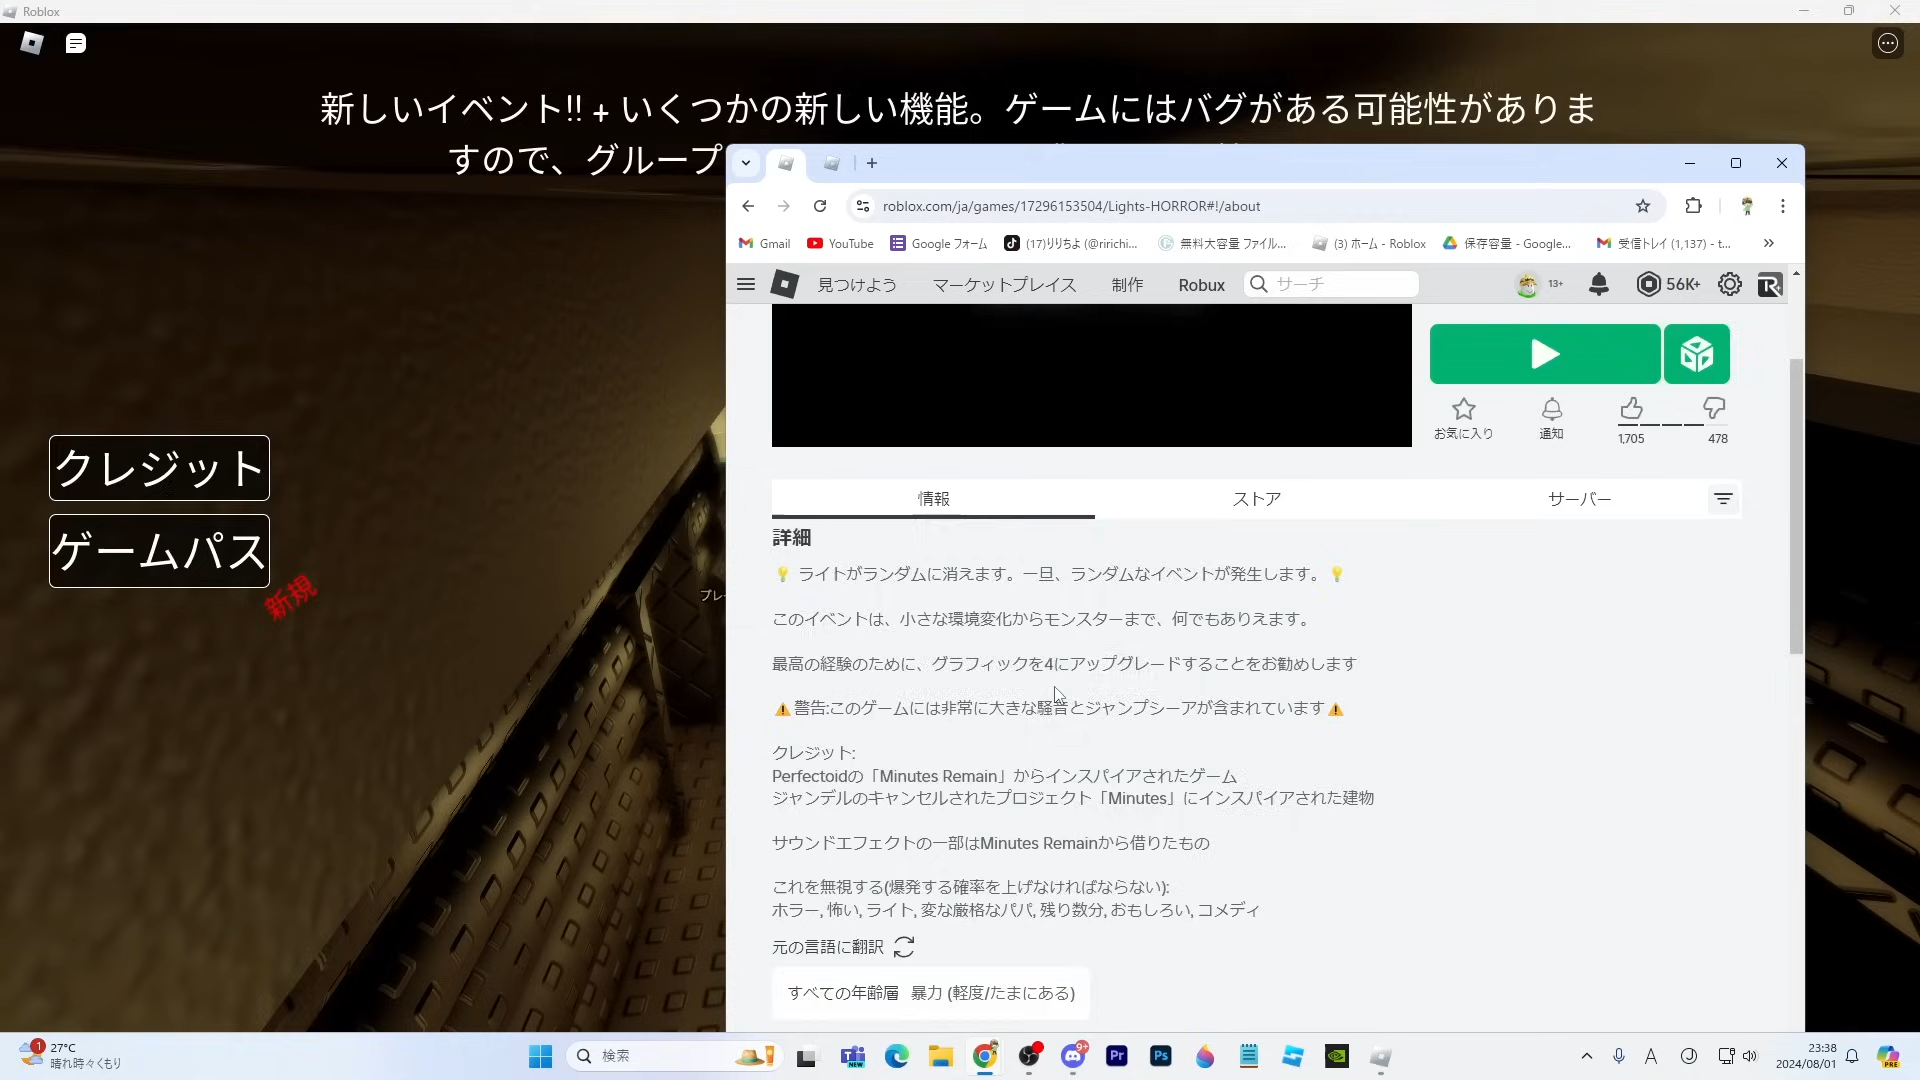 Roblox
新しいイベント!! + いくつかの新しい機能。ゲームにはバグがある可能性がありま
すので、グループ
クレジット
ゲームパス
新規
プレー
roblox.com/ja/games/17296153504/Lights-HORROR#!/about
Gmail YouTube Google フォーム (17)りりちよ (@ririchi... 無料大容量 ファイル... (3) ホーム - Roblox 保存容量 - Google... 受信トレイ (1,137) - t...
見つけよう マーケットプレイス 制作 Robux サーチ 13+ 56K+
お気に入り 通知 1,705 478
情報 ストア サーバー
詳細
💡 ライトがランダムに消えます。一旦、ランダムなイベントが発生します。💡
このイベントは、小さな環境変化からモンスターまで、何でもありえます。
最高の経験のために、グラフィックを4にアップグレードすることをお勧めします
⚠️警告:このゲームには非常に大きな騒音とジャンプシーアが含まれています⚠️
クレジット:
Perfectoidの「Minutes Remain」からインスパイアされたゲーム
ジャンデルのキャンセルされたプロジェクト「Minutes」にインスパイアされた建物
サウンドエフェクトの一部はMinutes Remainから借りたもの
これを無視する(爆発する確率を上げなければならない):
ホラー, 怖い, ライト, 変な厳格なパパ, 残り数分, おもしろい, コメディ
元の言語に翻訳
すべての年齢層 暴力 (軽度/たまにある)
1 27°C
晴れ時々くもり
検索
NEW
9+
Pr
Ps
A
23:38
2024/08/01
PRE